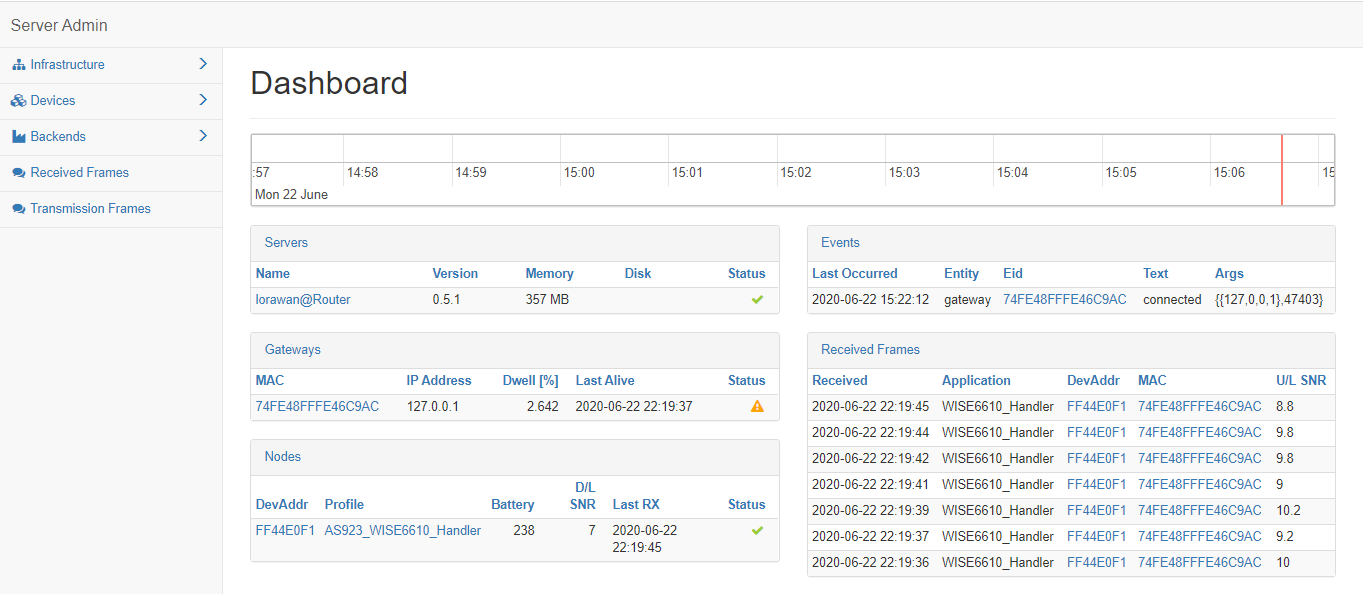 Server Admin
Infrastructure
Devices
Backends
Received Frames
Transmission Frames
Dashboard
:57 14:58 14:59 15:00 15:01 15:02 15:03 15:04 15:05 15:06 15
Mon 22 June
Servers
Name Version Memory Disk Status
lorawan@Router 0.5.1 357 MB
Gateways
MAC IP Address Dwell [%] Last Alive Status
74FE48FFFE46C9AC 127.0.0.1 2.642 2020-06-22 22:19:37
Nodes
DevAddr Profile Battery D/L SNR Last RX Status
FF44E0F1 AS923_WISE6610_Handler 238 7 2020-06-22 22:19:45
Events
Last Occurred Entity Eid Text Args
2020-06-22 15:22:12 gateway 74FE48FFFE46C9AC connected {{127,0,0,1},47403}
Received Frames
Received Application DevAddr MAC U/L SNR
2020-06-22 22:19:45 WISE6610_Handler FF44E0F1 74FE48FFFE46C9AC 8.8
2020-06-22 22:19:44 WISE6610_Handler FF44E0F1 74FE48FFFE46C9AC 9.8
2020-06-22 22:19:42 WISE6610_Handler FF44E0F1 74FE48FFFE46C9AC 9.8
2020-06-22 22:19:41 WISE6610_Handler FF44E0F1 74FE48FFFE46C9AC 9
2020-06-22 22:19:39 WISE6610_Handler FF44E0F1 74FE48FFFE46C9AC 10.2
2020-06-22 22:19:37 WISE6610_Handler FF44E0F1 74FE48FFFE46C9AC 9.2
2020-06-22 22:19:36 WISE6610_Handler FF44E0F1 74FE48FFFE46C9AC 10